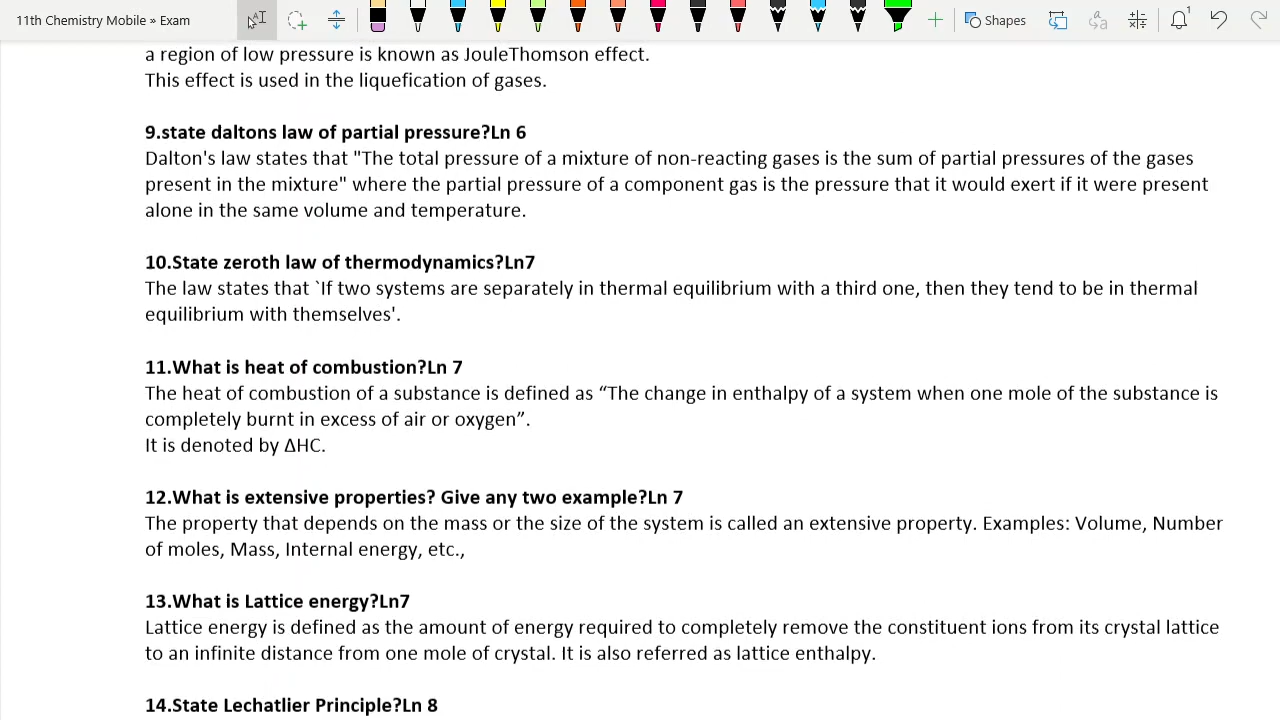 11th Chemistry Mobile » Exam
Shapes
1
a region of low pressure is known as JouleThomson effect.
This effect is used in the liquefication of gases.
9.state daltons law of partial pressure?Ln 6
Dalton's law states that "The total pressure of a mixture of non-reacting gases is the sum of partial pressures of the gases
present in the mixture" where the partial pressure of a component gas is the pressure that it would exert if it were present
alone in the same volume and temperature.
10.State zeroth law of thermodynamics?Ln7
The law states that `If two systems are separately in thermal equilibrium with a third one, then they tend to be in thermal
equilibrium with themselves'.
11.What is heat of combustion?Ln 7
The heat of combustion of a substance is defined as “The change in enthalpy of a system when one mole of the substance is
completely burnt in excess of air or oxygen”.
It is denoted by ΔHC.
12.What is extensive properties? Give any two example?Ln 7
The property that depends on the mass or the size of the system is called an extensive property. Examples: Volume, Number
of moles, Mass, Internal energy, etc.,
13.What is Lattice energy?Ln7
Lattice energy is defined as the amount of energy required to completely remove the constituent ions from its crystal lattice
to an infinite distance from one mole of crystal. It is also referred as lattice enthalpy.
14.State Lechatlier Principle?Ln 8